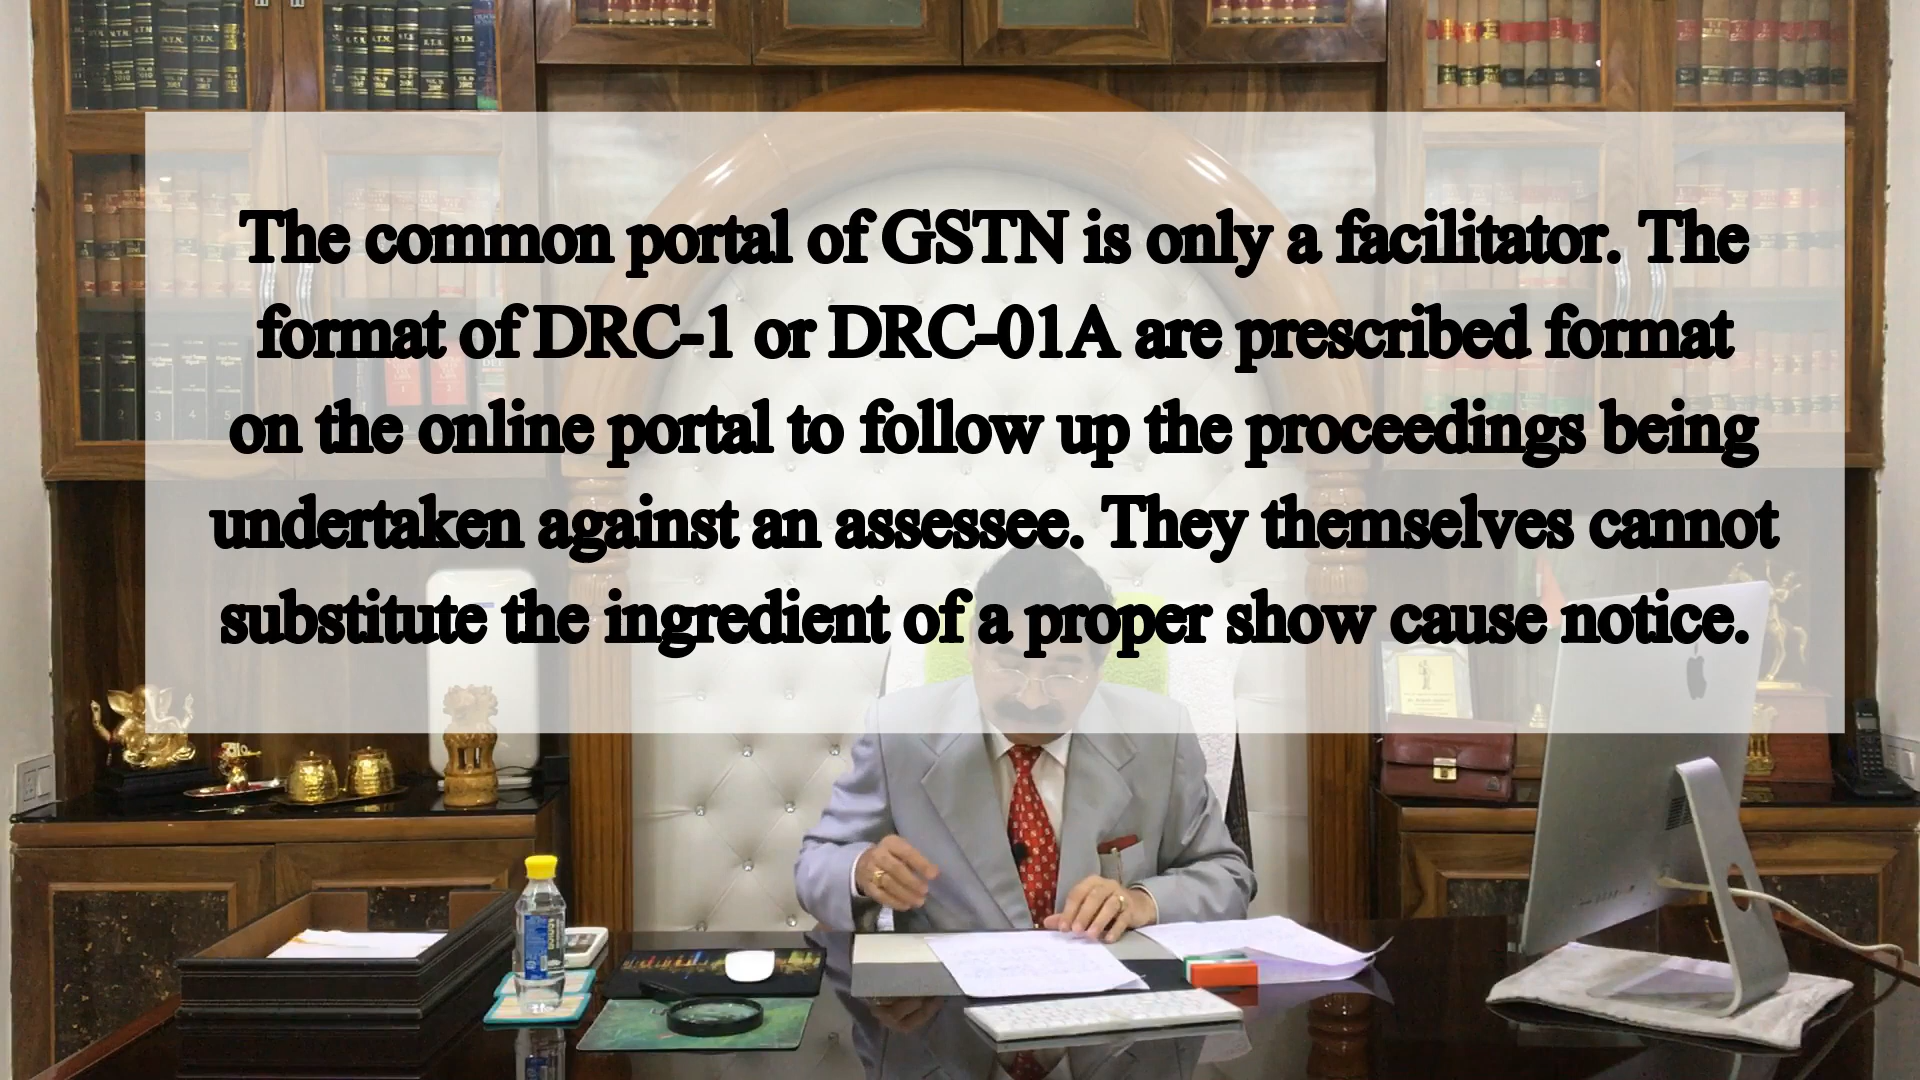 The common portal of GSTN is only a facilitator. The
format of DRC-1 or DRC-01A are prescribed format
on the online portal to follow up the proceedings being
undertaken against an assessee. They themselves cannot
substitute the ingredient of a proper show cause notice.